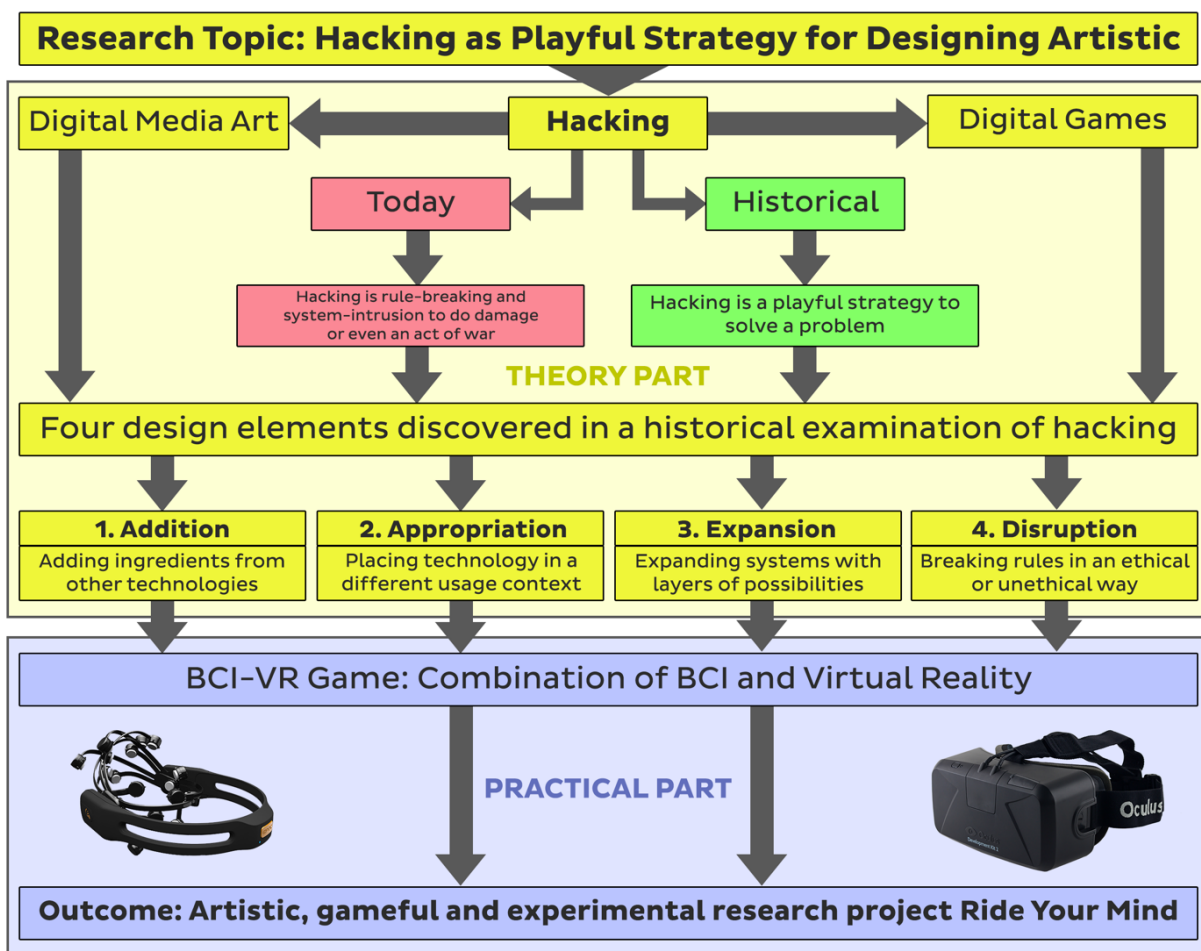 Research Topic: Hacking as Playful Strategy for Designing Artistic
Digital Media Art
Hacking
Digital Games
Today
Historical
Hacking is rule-breaking and
system-intrusion to do damage
or even an act of war
Hacking is a playful strategy to
solve a problem
THEORY PART
Four design elements discovered in a historical examination of hacking
1. Addition
Adding ingredients from
other technologies
2. Appropriation
Placing technology in a
different usage context
3. Expansion
Expanding systems with
layers of possibilities
4. Disruption
Breaking rules in an ethical
or unethical way
BCI-VR Game: Combination of BCI and Virtual Reality
PRACTICAL PART
Oculus
Outcome: Artistic, gameful and experimental research project Ride Your Mind